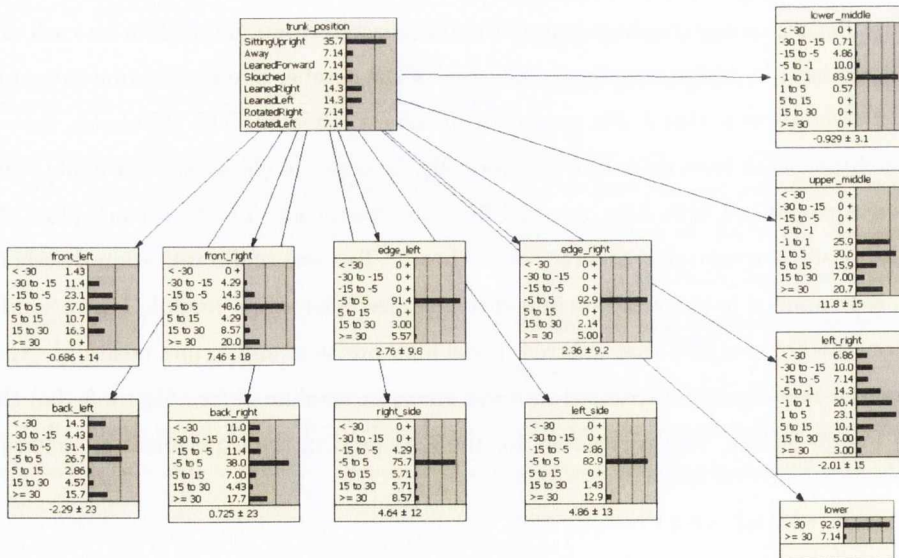 trunk_position
SittingUpright 35.7
Away 7.14
LeanedForward 7.14
Slouched 7.14
LeanedRight 14.3
LeanedLeft 14.3
RotatedRight 7.14
RotatedLeft 7.14
lower_middle
< -30 0 +
-30 to -15 0.71
-15 to -5 4.86
-5 to -1 10.0
-1 to 1 83.9
1 to 5 0.57
5 to 15 0 +
15 to 30 0 +
>= 30 0 +
-0.929 ± 3.1
upper_middle
< -30 0 +
-30 to -15 0 +
-15 to -5 0 +
-5 to -1 0 +
-1 to 1 25.9
1 to 5 30.6
5 to 15 15.9
15 to 30 7.00
>= 30 20.7
11.8 ± 15
front_left
< -30 1.43
-30 to -15 11.4
-15 to -5 23.1
-5 to 5 37.0
5 to 15 10.7
15 to 30 16.3
>= 30 0 +
-0.686 ± 14
front_right
< -30 0 +
-30 to -15 4.29
-15 to -5 14.3
-5 to 5 48.6
5 to 15 4.29
15 to 30 8.57
>= 30 20.0
7.46 ± 18
edge_left
< -30 0 +
-30 to -15 0 +
-15 to -5 0 +
-5 to 5 91.4
5 to 15 0 +
15 to 30 3.00
>= 30 5.57
2.76 ± 9.8
edge_right
< -30 0 +
-30 to -15 0 +
-15 to -5 0 +
-5 to 5 92.9
5 to 15 0 +
15 to 30 2.14
>= 30 5.00
2.36 ± 9.2
left_right
< -30 6.86
-30 to -15 10.0
-15 to -5 7.14
-5 to -1 14.3
-1 to 1 20.4
1 to 5 23.1
5 to 15 10.1
15 to 30 5.00
>= 30 3.00
-2.01 ± 15
back_left
< -30 14.3
-30 to -15 4.43
-15 to -5 31.4
-5 to 5 26.7
5 to 15 2.86
15 to 30 4.57
>= 30 15.7
-2.29 ± 23
back_right
< -30 11.0
-30 to -15 10.4
-15 to -5 11.4
-5 to 5 38.0
5 to 15 7.00
15 to 30 4.43
>= 30 17.7
0.725 ± 23
right_side
< -30 0 +
-30 to -15 0 +
-15 to -5 4.29
-5 to 5 75.7
5 to 15 5.71
15 to 30 5.71
>= 30 8.57
4.64 ± 12
left_side
< -30 0 +
-30 to -15 0 +
-15 to -5 2.86
-5 to 5 82.9
5 to 15 0 +
15 to 30 1.43
>= 30 12.9
4.86 ± 13
lower
< 30 92.9
>= 30 7.14